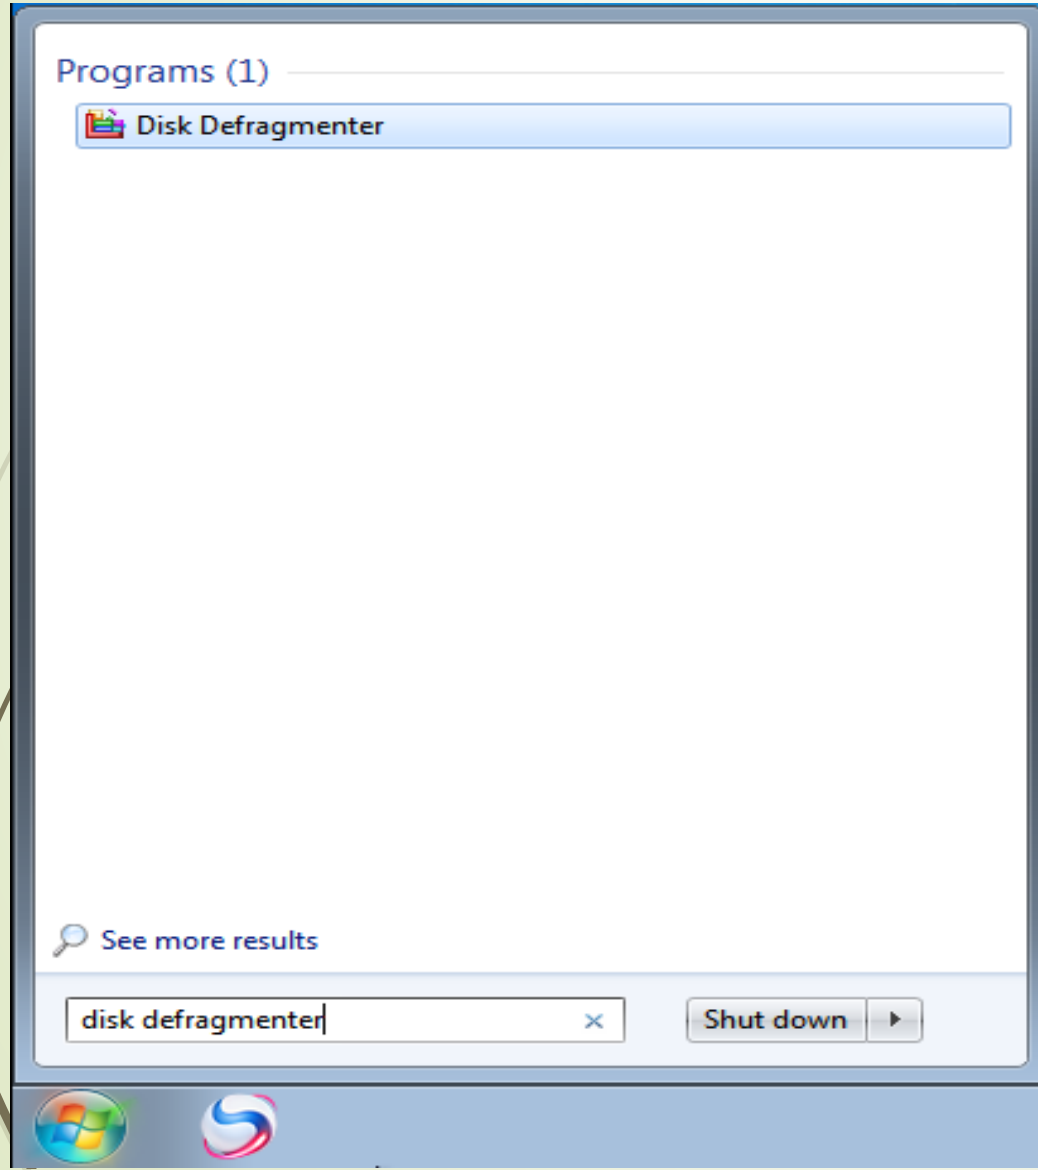 Programs (1)
Disk Defragmenter
See more results
disk defragmenter
Shut down